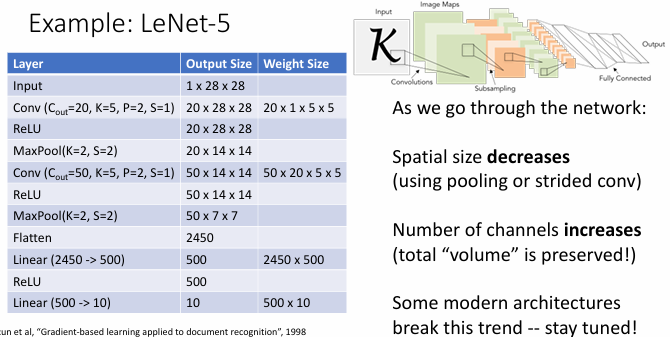 Example: LeNet-5
Layer Output Size Weight Size
Input 1 x 28 x 28
Conv (Cout=20, K=5, P=2, S=1) 20 x 28 x 28 20 x 1 x 5 x 5
ReLU 20 x 28 x 28
MaxPool(K=2, S=2) 20 x 14 x 14
Conv (Cout=50, K=5, P=2, S=1) 50 x 14 x 14 50 x 20 x 5 x 5
ReLU 50 x 14 x 14
MaxPool(K=2, S=2) 50 x 7 x 7
Flatten 2450
Linear (2450 -> 500) 500 2450 x 500
ReLU 500
Linear (500 -> 10) 10 500 x 10
et al, “Gradient-based learning applied to document recognition”, 1998
Input
Image Maps
Output
K
Convolutions
Subsampling
Fully Connected
As we go through the network:
Spatial size decreases
(using pooling or strided conv)
Number of channels increases
(total “volume” is preserved!)
Some modern architectures
break this trend -- stay tuned!